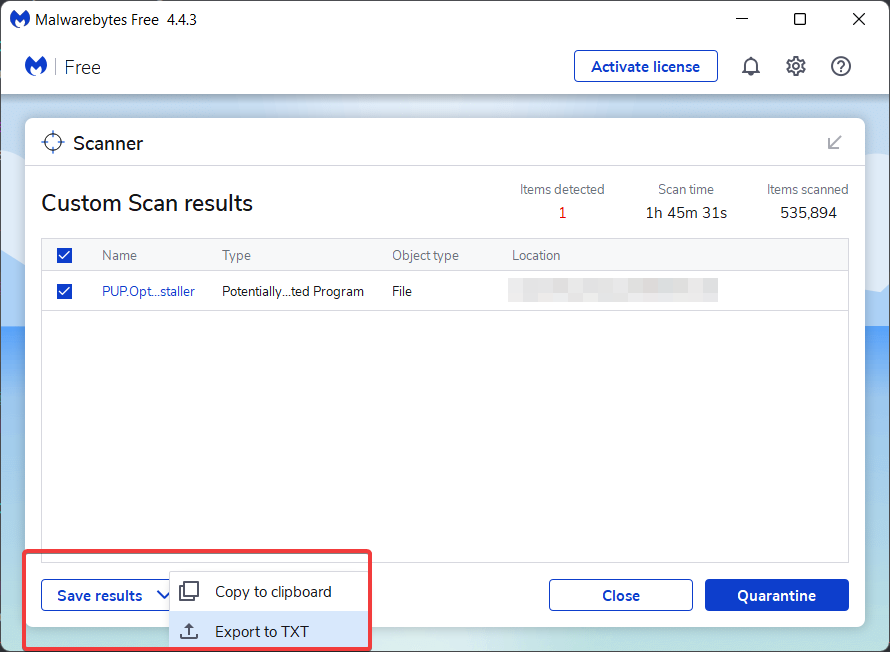 Malwarebytes Free 4.4.3
Free
Activate license
Scanner
Custom Scan results
Items detected Scan time Items scanned
1 1h 45m 31s 535,894
Name Type Object type Location
PUP.Opt...staller Potentially...ted Program File
Save results
Copy to clipboard
Export to TXT
Close
Quarantine